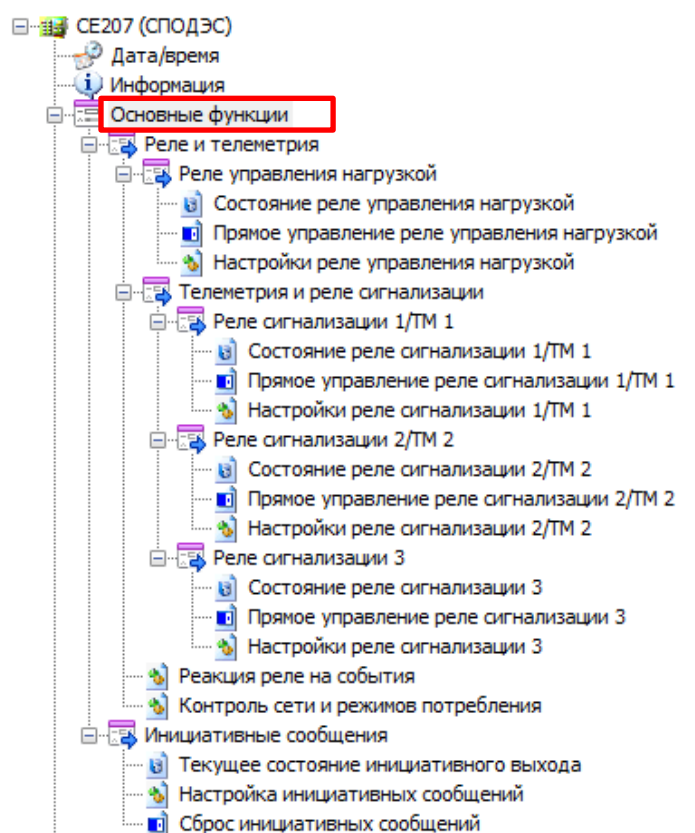 CE207 (СПОДЭС)
Дата/время
Информация
Основные функции
Реле и телеметрия
Реле управления нагрузкой
Состояние реле управления нагрузкой
Прямое управление реле управления нагрузкой
Настройки реле управления нагрузкой
Телеметрия и реле сигнализации
Реле сигнализации 1/ТМ 1
Состояние реле сигнализации 1/ТМ 1
Прямое управление реле сигнализации 1/ТМ 1
Настройки реле сигнализации 1/ТМ 1
Реле сигнализации 2/ТМ 2
Состояние реле сигнализации 2/ТМ 2
Прямое управление реле сигнализации 2/ТМ 2
Настройки реле сигнализации 2/ТМ 2
Реле сигнализации 3
Состояние реле сигнализации 3
Прямое управление реле сигнализации 3
Настройки реле сигнализации 3
Реакция реле на события
Контроль сети и режимов потребления
Инициативные сообщения
Текущее состояние инициативного выхода
Настройка инициативных сообщений
Сброс инициативных сообщений